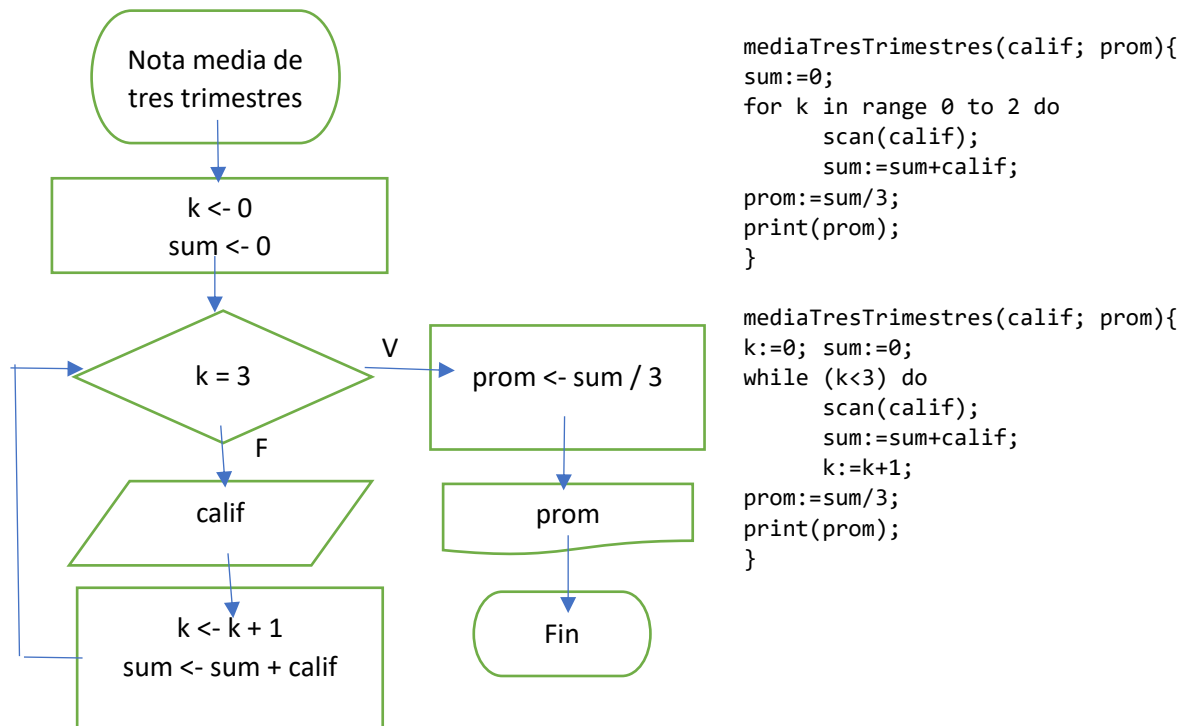 Nota media de
tres trimestres
k <- 0
sum <- 0
k = 3
V
F
calif
k <- k + 1
sum <- sum + calif
prom <- sum / 3
prom
Fin
mediaTresTrimestres(calif; prom){
sum:=0;
for k in range 0 to 2 do
scan(calif);
sum:=sum+calif;
prom:=sum/3;
print(prom);
}
mediaTresTrimestres(calif; prom){
k:=0; sum:=0;
while (k<3) do
scan(calif);
sum:=sum+calif;
k:=k+1;
prom:=sum/3;
print(prom);
}